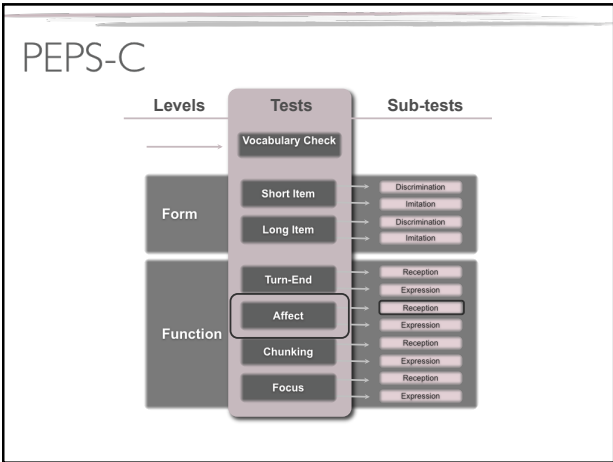 PEPS-C
Levels Tests Sub-tests
Vocabulary Check
Form
Short Item
Discrimination
Imitation
Long Item
Discrimination
Imitation
Function
Turn-End
Reception
Expression
Affect
Reception
Expression
Chunking
Reception
Expression
Focus
Reception
Expression